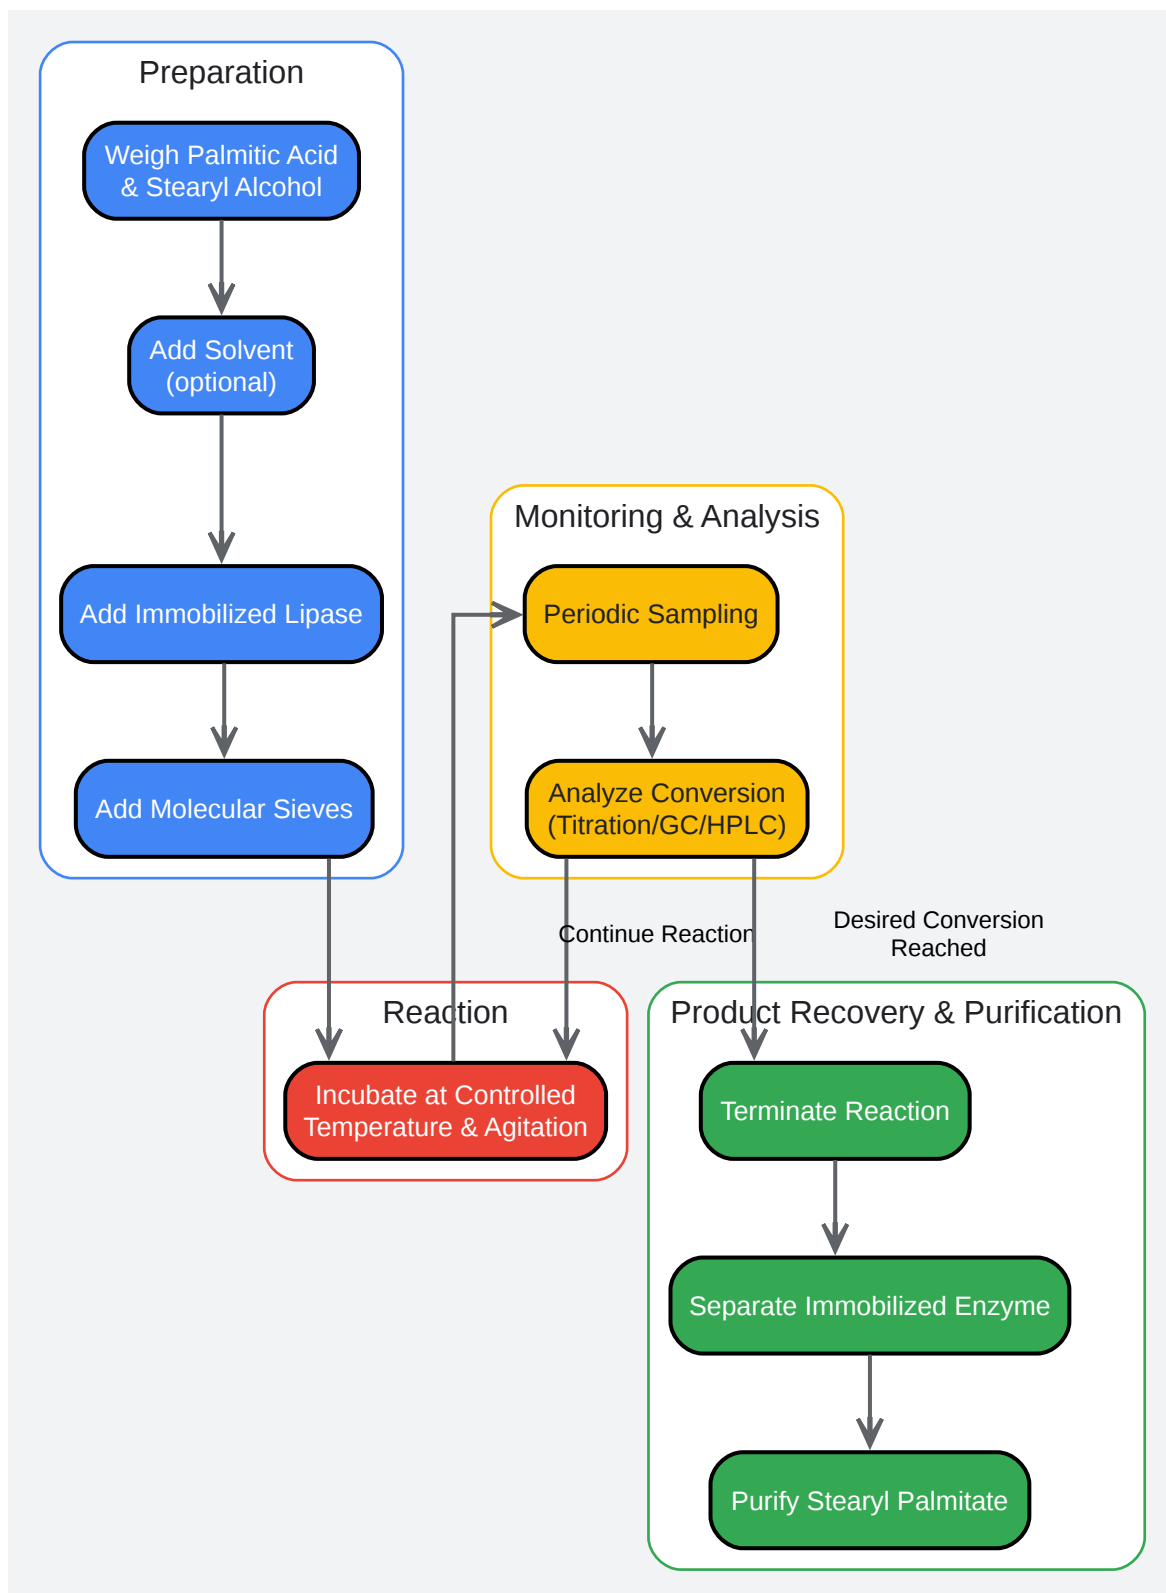 Preparation
Weigh Palmitic Acid
& Stearyl Alcohol
Add Solvent
(optional)
Add Immobilized Lipase
Add Molecular Sieves
Monitoring & Analysis
Periodic Sampling
Analyze Conversion
(Titration/GC/HPLC)
Continue Reaction
Desired Conversion
Reached
Reaction
Incubate at Controlled
Temperature & Agitation
Product Recovery & Purification
Terminate Reaction
Separate Immobilized Enzyme
Purify Stearyl Palmitate